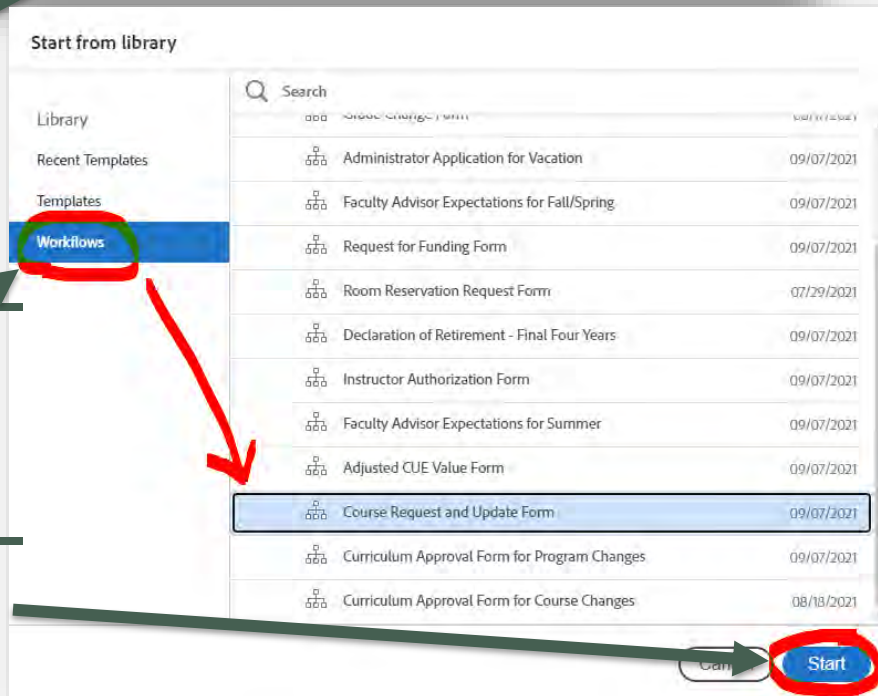 Start from library
Search
Library
Recent Templates
Templates
Workflows
Administrator Application for Vacation 09/07/2021
Faculty Advisor Expectations for Fall/Spring 09/07/2021
Request for Funding Form 09/07/2021
Room Reservation Request Form 07/29/2021
Declaration of Retirement - Final Four Years 09/07/2021
Instructor Authorization Form 09/07/2021
Faculty Advisor Expectations for Summer 09/07/2021
Adjusted CUE Value Form 09/07/2021
Course Request and Update Form 09/07/2021
Curriculum Approval Form for Program Changes 09/07/2021
Curriculum Approval Form for Course Changes 08/18/2021
Start